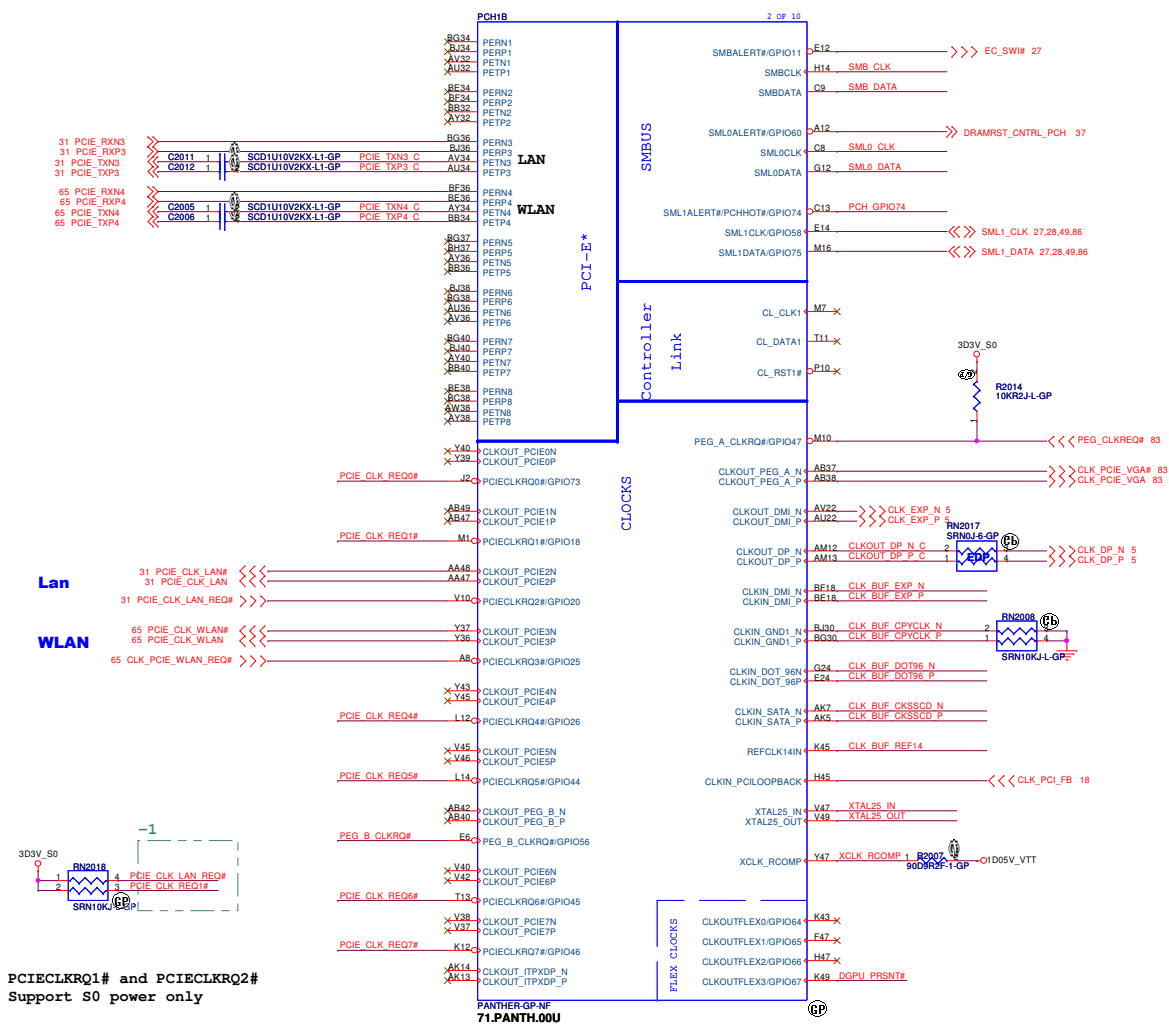 PCH1B
2 OF 10
BG34 PERN1
BJ34 PERP1
AV32 PETN1
AU32 PETP1
BE34 PERN2
BF34 PERP2
BB32 PETN2
AY32 PETP2
31 PCIE_RXN3 BG36 PERN3
31 PCIE_RXP3 BJ36 PERP3
31 PCIE_TXN3 C2011 1 SCD1U10V2KX-L1-GP PCIE_TXN3_C AV34 PETN3
31 PCIE_TXP3 C2012 1 SCD1U10V2KX-L1-GP PCIE_TXP3_C AU34 PETP3
LAN
65 PCIE_RXN4 BF36 PERN4
65 PCIE_RXP4 BE36 PERP4
65 PCIE_TXN4 C2005 1 SCD1U10V2KX-L1-GP PCIE_TXN4_C AY34 PETN4
65 PCIE_TXP4 C2006 1 SCD1U10V2KX-L1-GP PCIE_TXP4_C BB34 PETP4
WLAN
BG37 PERN5
BH37 PERP5
AY36 PETN5
BB36 PETP5
BJ38 PERN6
BG38 PERP6
AU36 PETN6
AV36 PETP6
BG40 PERN7
BJ40 PERP7
AY40 PETN7
BB40 PETP7
BE38 PERN8
BC38 PERP8
AW38 PETN8
AY38 PETP8
PCI-E*
SMBUS
SMBALERT#/GPIO11 E12 EC_SWI# 27
SMBCLK H14 SMB_CLK
SMBDATA C9 SMB_DATA
SML0ALERT#/GPIO60 A12 DRAMRST_CNTRL_PCH 37
SML0CLK C8 SML0_CLK
SML0DATA G12 SML0_DATA
SML1ALERT#/PCHHOT#/GPIO74 C13 PCH_GPIO74
SML1CLK/GPIO58 E14 SML1_CLK 27,28,49,86
SML1DATA/GPIO75 M16 SML1_DATA 27,28,49,86
Controller
Link
CL_CLK1 M7
CL_DATA1 T11
CL_RST1# P10
3D3V_S0
R2014
10KR2J-L-GP
1
CLOCKS
Y40 CLKOUT_PCIE0N
Y39 CLKOUT_PCIE0P
PCIE_CLK_REQ0# J2 PCIECLKRQ0#/GPIO73
AB49 CLKOUT_PCIE1N
AB47 CLKOUT_PCIE1P
PCIE_CLK_REQ1# M1 PCIECLKRQ1#/GPIO18
Lan
31 PCIE_CLK_LAN# AA48 CLKOUT_PCIE2N
31 PCIE_CLK_LAN AA47 CLKOUT_PCIE2P
31 PCIE_CLK_LAN_REQ# V10 PCIECLKRQ2#/GPIO20
WLAN
65 PCIE_CLK_WLAN# Y37 CLKOUT_PCIE3N
65 PCIE_CLK_WLAN Y36 CLKOUT_PCIE3P
65 CLK_PCIE_WLAN_REQ# A8 PCIECLKRQ3#/GPIO25
Y43 CLKOUT_PCIE4N
Y45 CLKOUT_PCIE4P
PCIE_CLK_REQ4# L12 PCIECLKRQ4#/GPIO26
V45 CLKOUT_PCIE5N
V46 CLKOUT_PCIE5P
PCIE_CLK_REQ5# L14 PCIECLKRQ5#/GPIO44
AB42 CLKOUT_PEG_B_N
AB40 CLKOUT_PEG_B_P
PEG_B_CLKRQ# E6 PEG_B_CLKRQ#/GPIO56
V40 CLKOUT_PCIE6N
V42 CLKOUT_PCIE6P
PCIE_CLK_REQ6# T13 PCIECLKRQ6#/GPIO45
V38 CLKOUT_PCIE7N
V37 CLKOUT_PCIE7P
PCIE_CLK_REQ7# K12 PCIECLKRQ7#/GPIO46
AK14 CLKOUT_ITPXDP_N
AK13 CLKOUT_ITPXDP_P
PEG_A_CLKRQ#/GPIO47 M10 PEG_CLKREQ# 83
CLKOUT_PEG_A_N AB37 CLK_PCIE_VGA# 83
CLKOUT_PEG_A_P AB38 CLK_PCIE_VGA 83
CLKOUT_DMI_N AV22 CLK_EXP_N 5
CLKOUT_DMI_P AU22 CLK_EXP_P 5
RN2017
SRN0J-6-GP
CLKOUT_DP_N AM12 CLKOUT_DP_N_C 2 CLK_DP_N 5
CLKOUT_DP_P AM13 CLKOUT_DP_P_C 1 EDP 4 CLK_DP_P 5
CLKIN_DMI_N BF18 CLK_BUF_EXP_N
CLKIN_DMI_P BE18 CLK_BUF_EXP_P
RN2008
CLKIN_GND1_N BJ30 CLK_BUF_CPYCLK_N 2
CLKIN_GND1_P BG30 CLK_BUF_CPYCLK_P 1 4
SRN10KJ-L-GP
CLKIN_DOT_96N G24 CLK_BUF_DOT96_N
CLKIN_DOT_96P E24 CLK_BUF_DOT96_P
CLKIN_SATA_N AK7 CLK_BUF_CKSSCD_N
CLKIN_SATA_P AK5 CLK_BUF_CKSSCD_P
REFCLK14IN K45 CLK_BUF_REF14
CLKIN_PCILOOPBACK H45 CLK_PCI_FB 18
XTAL25_IN V47 XTAL25_IN
XTAL25_OUT V49 XTAL25_OUT
XCLK_RCOMP Y47 XCLK_RCOMP 1 R2007 1D05V_VTT
90D9R2F-1-GP
FLEX CLOCKS
CLKOUTFLEX0/GPIO64 K43
CLKOUTFLEX1/GPIO65 F47
CLKOUTFLEX2/GPIO66 H47
CLKOUTFLEX3/GPIO67 K49 DGPU_PRSNT#
GP
-1
3D3V_S0
RN2018
1 4 PCIE_CLK_LAN_REQ#
2 3 PCIE_CLK_REQ1#
GP
PCIECLKRQ1# and PCIECLKRQ2#
Support S0 power only
PANTHER-GP-NF
71.PANTH.00U